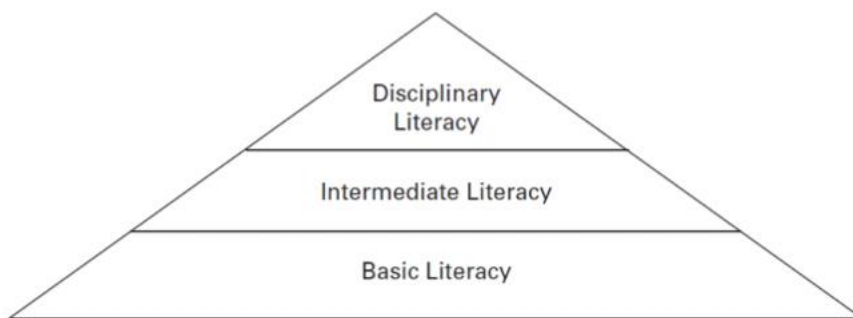 Disciplinary
Literacy
Intermediate Literacy
Basic Literacy